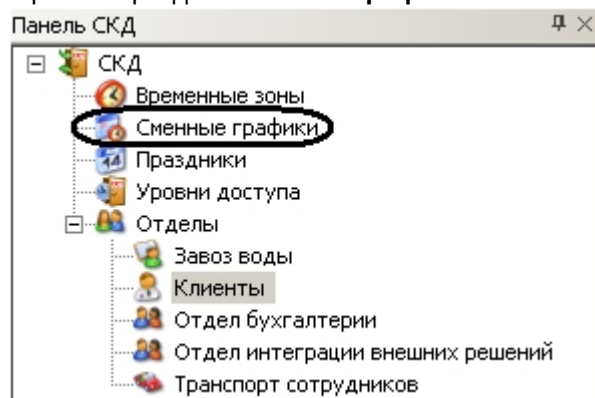 Панель СКД
СКД
Временные зоны
Сменные графики
Праздники
Уровни доступа
Отделы
Завоз воды
Клиенты
Отдел бухгалтерии
Отдел интеграции внешних решений
Транспорт сотрудников